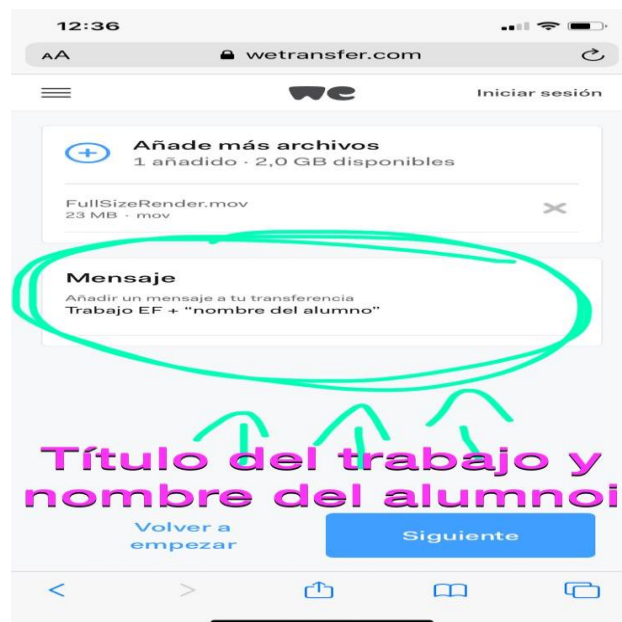 12:36
AA wetransfer.com
we Iniciar sesión
Añade más archivos
1 añadido · 2,0 GB disponibles
FullSizeRender.mov
23 MB · mov
Mensaje
Añadir un mensaje a tu transferencia
Trabajo EF + "nombre del alumno"
Título del trabajo y
nombre del alumnoi
Volver a
empezar
Siguiente